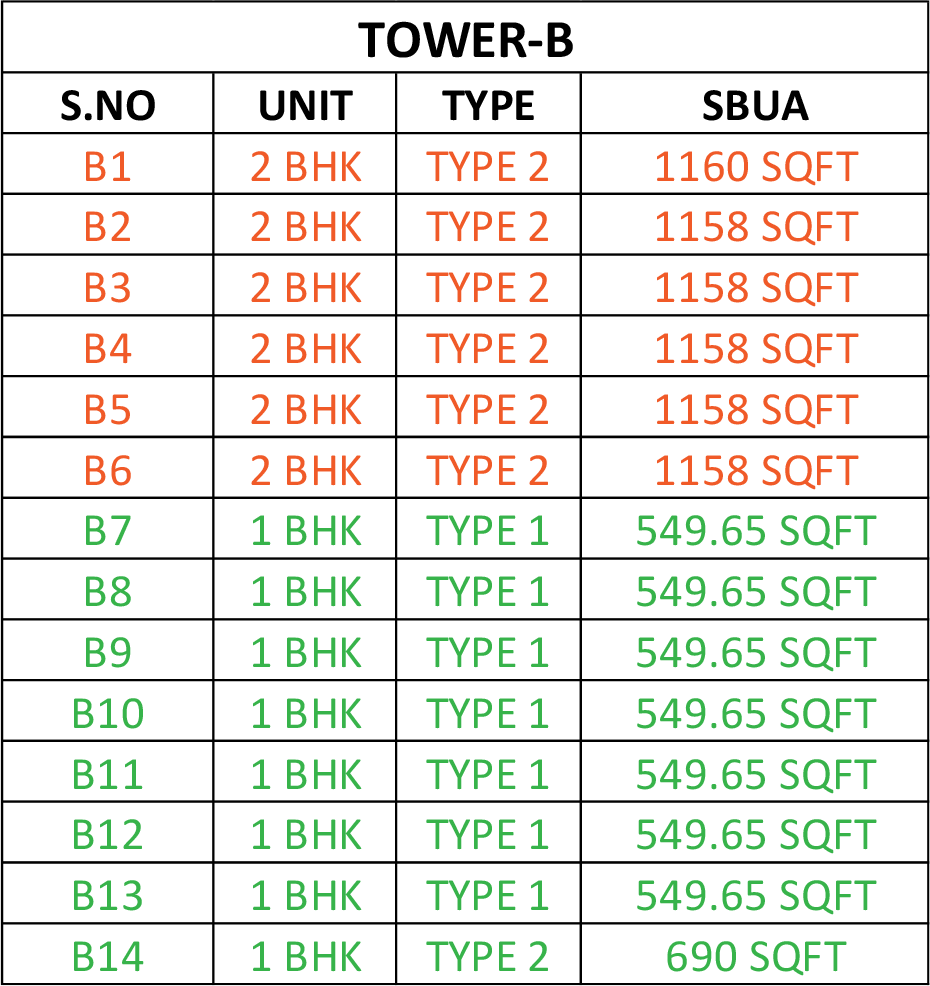 TOWER-B
S.NO UNIT TYPE SBUA
B1 2 BHK TYPE 2 1160 SQFT
B2 2 BHK TYPE 2 1158 SQFT
B3 2 BHK TYPE 2 1158 SQFT
B4 2 BHK TYPE 2 1158 SQFT
B5 2 BHK TYPE 2 1158 SQFT
B6 2 BHK TYPE 2 1158 SQFT
B7 1 BHK TYPE 1 549.65 SQFT
B8 1 BHK TYPE 1 549.65 SQFT
B9 1 BHK TYPE 1 549.65 SQFT
B10 1 BHK TYPE 1 549.65 SQFT
B11 1 BHK TYPE 1 549.65 SQFT
B12 1 BHK TYPE 1 549.65 SQFT
B13 1 BHK TYPE 1 549.65 SQFT
B14 1 BHK TYPE 2 690 SQFT